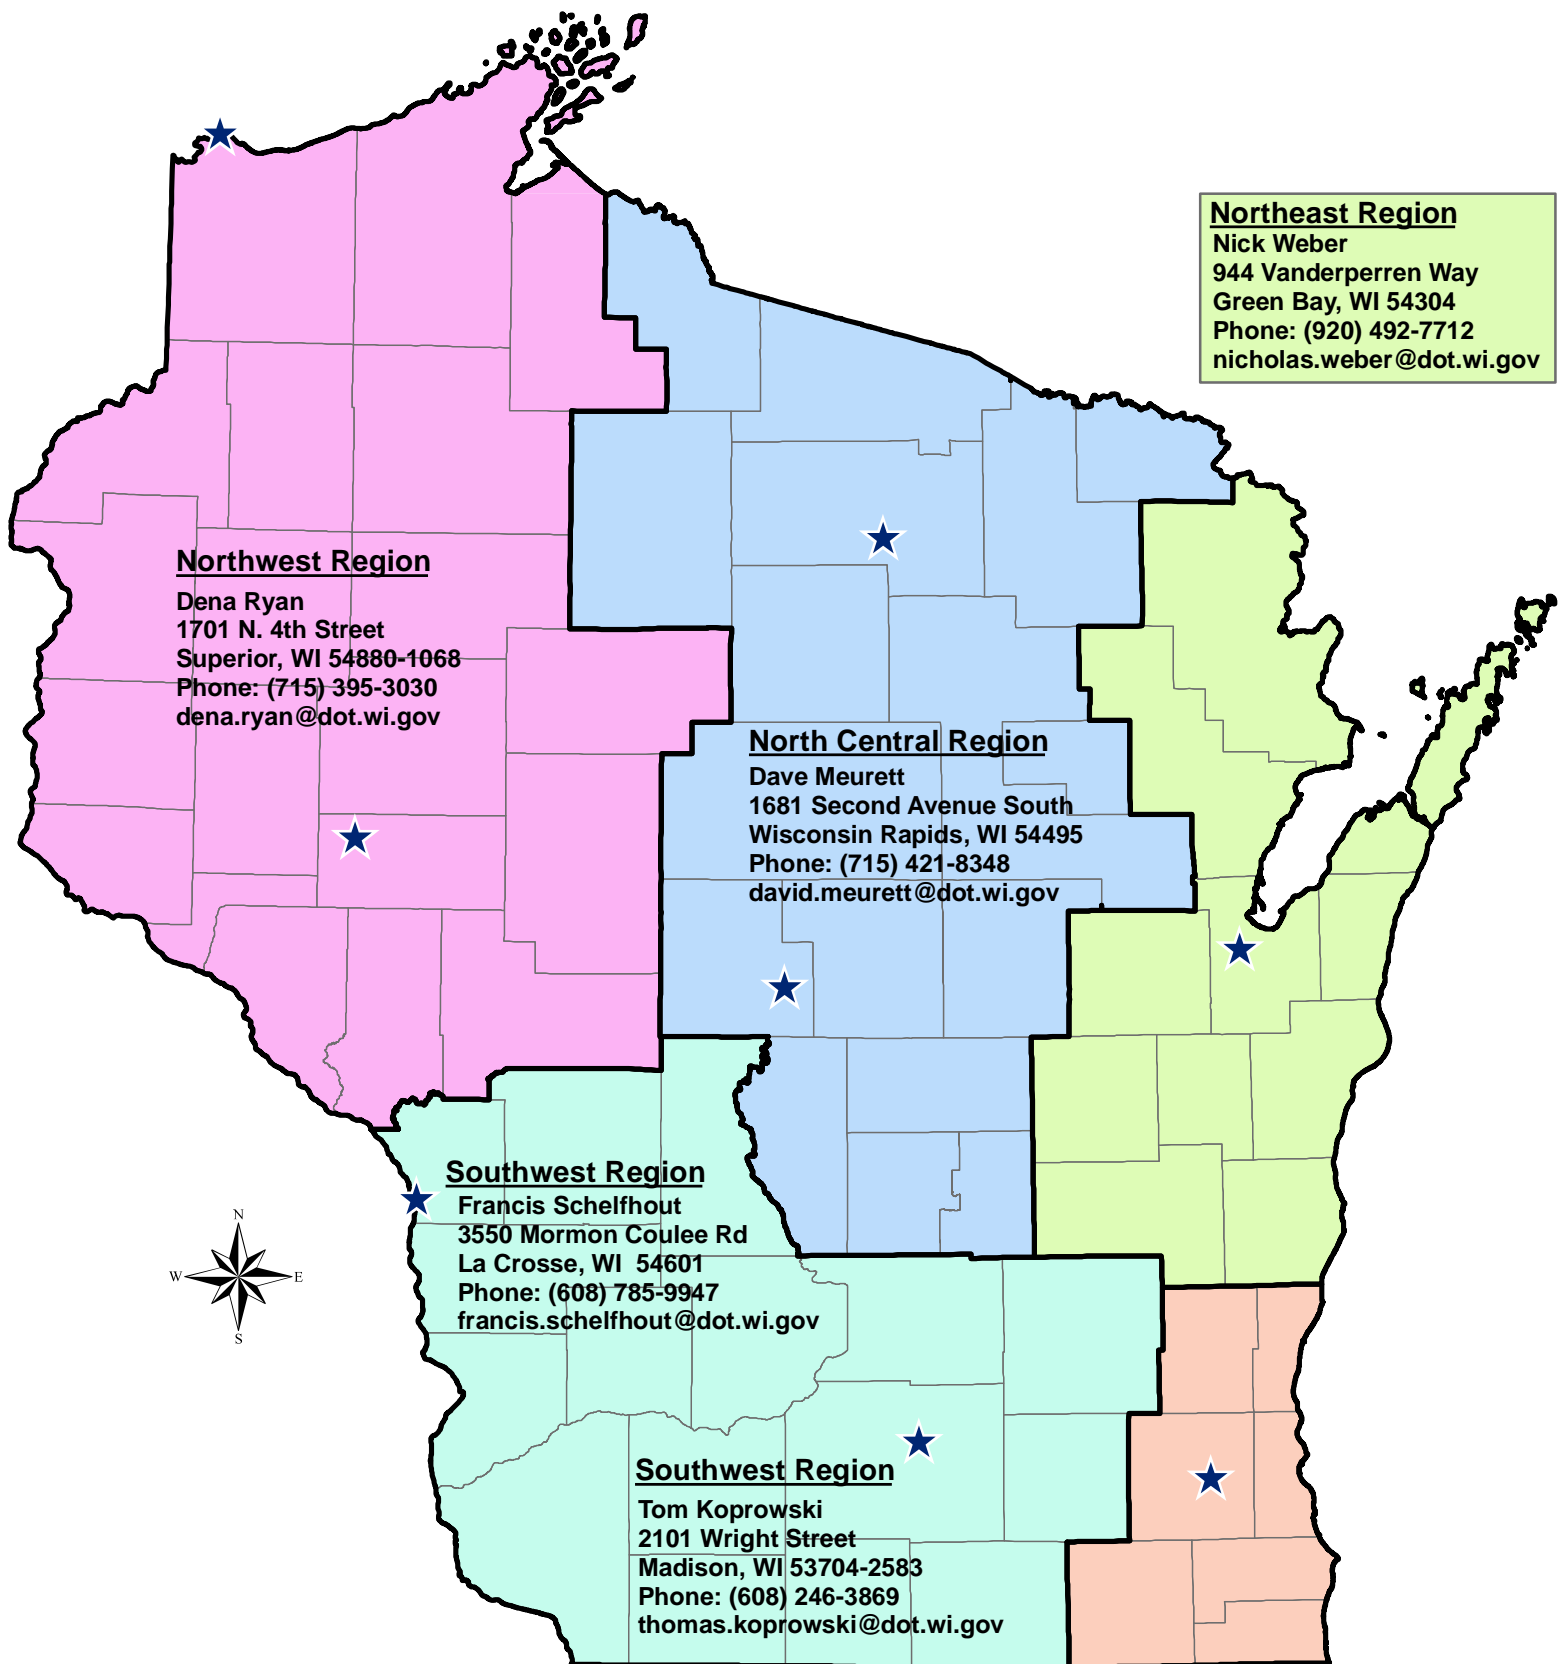 Northeast Region
Nick Weber
944 Vanderperren Way
Green Bay, WI 54304
Phone: (920) 492-7712
nicholas.weber@dot.wi.gov
Northwest Region
Dena Ryan
1701 N. 4th Street
Superior, WI 54880-1068
Phone: (715) 395-3030
dena.ryan@dot.wi.gov
North Central Region
Dave Meurett
1681 Second Avenue South
Wisconsin Rapids, WI 54495
Phone: (715) 421-8348
david.meurett@dot.wi.gov
Southwest Region
Francis Schelfhout
3550 Mormon Coulee Rd
La Crosse, WI 54601
Phone: (608) 785-9947
francis.schelfhout@dot.wi.gov
N
W
E
S
Southwest Region
Tom Koprowski
2101 Wright Street
Madison, WI 53704-2583
Phone: (608) 246-3869
thomas.koprowski@dot.wi.gov